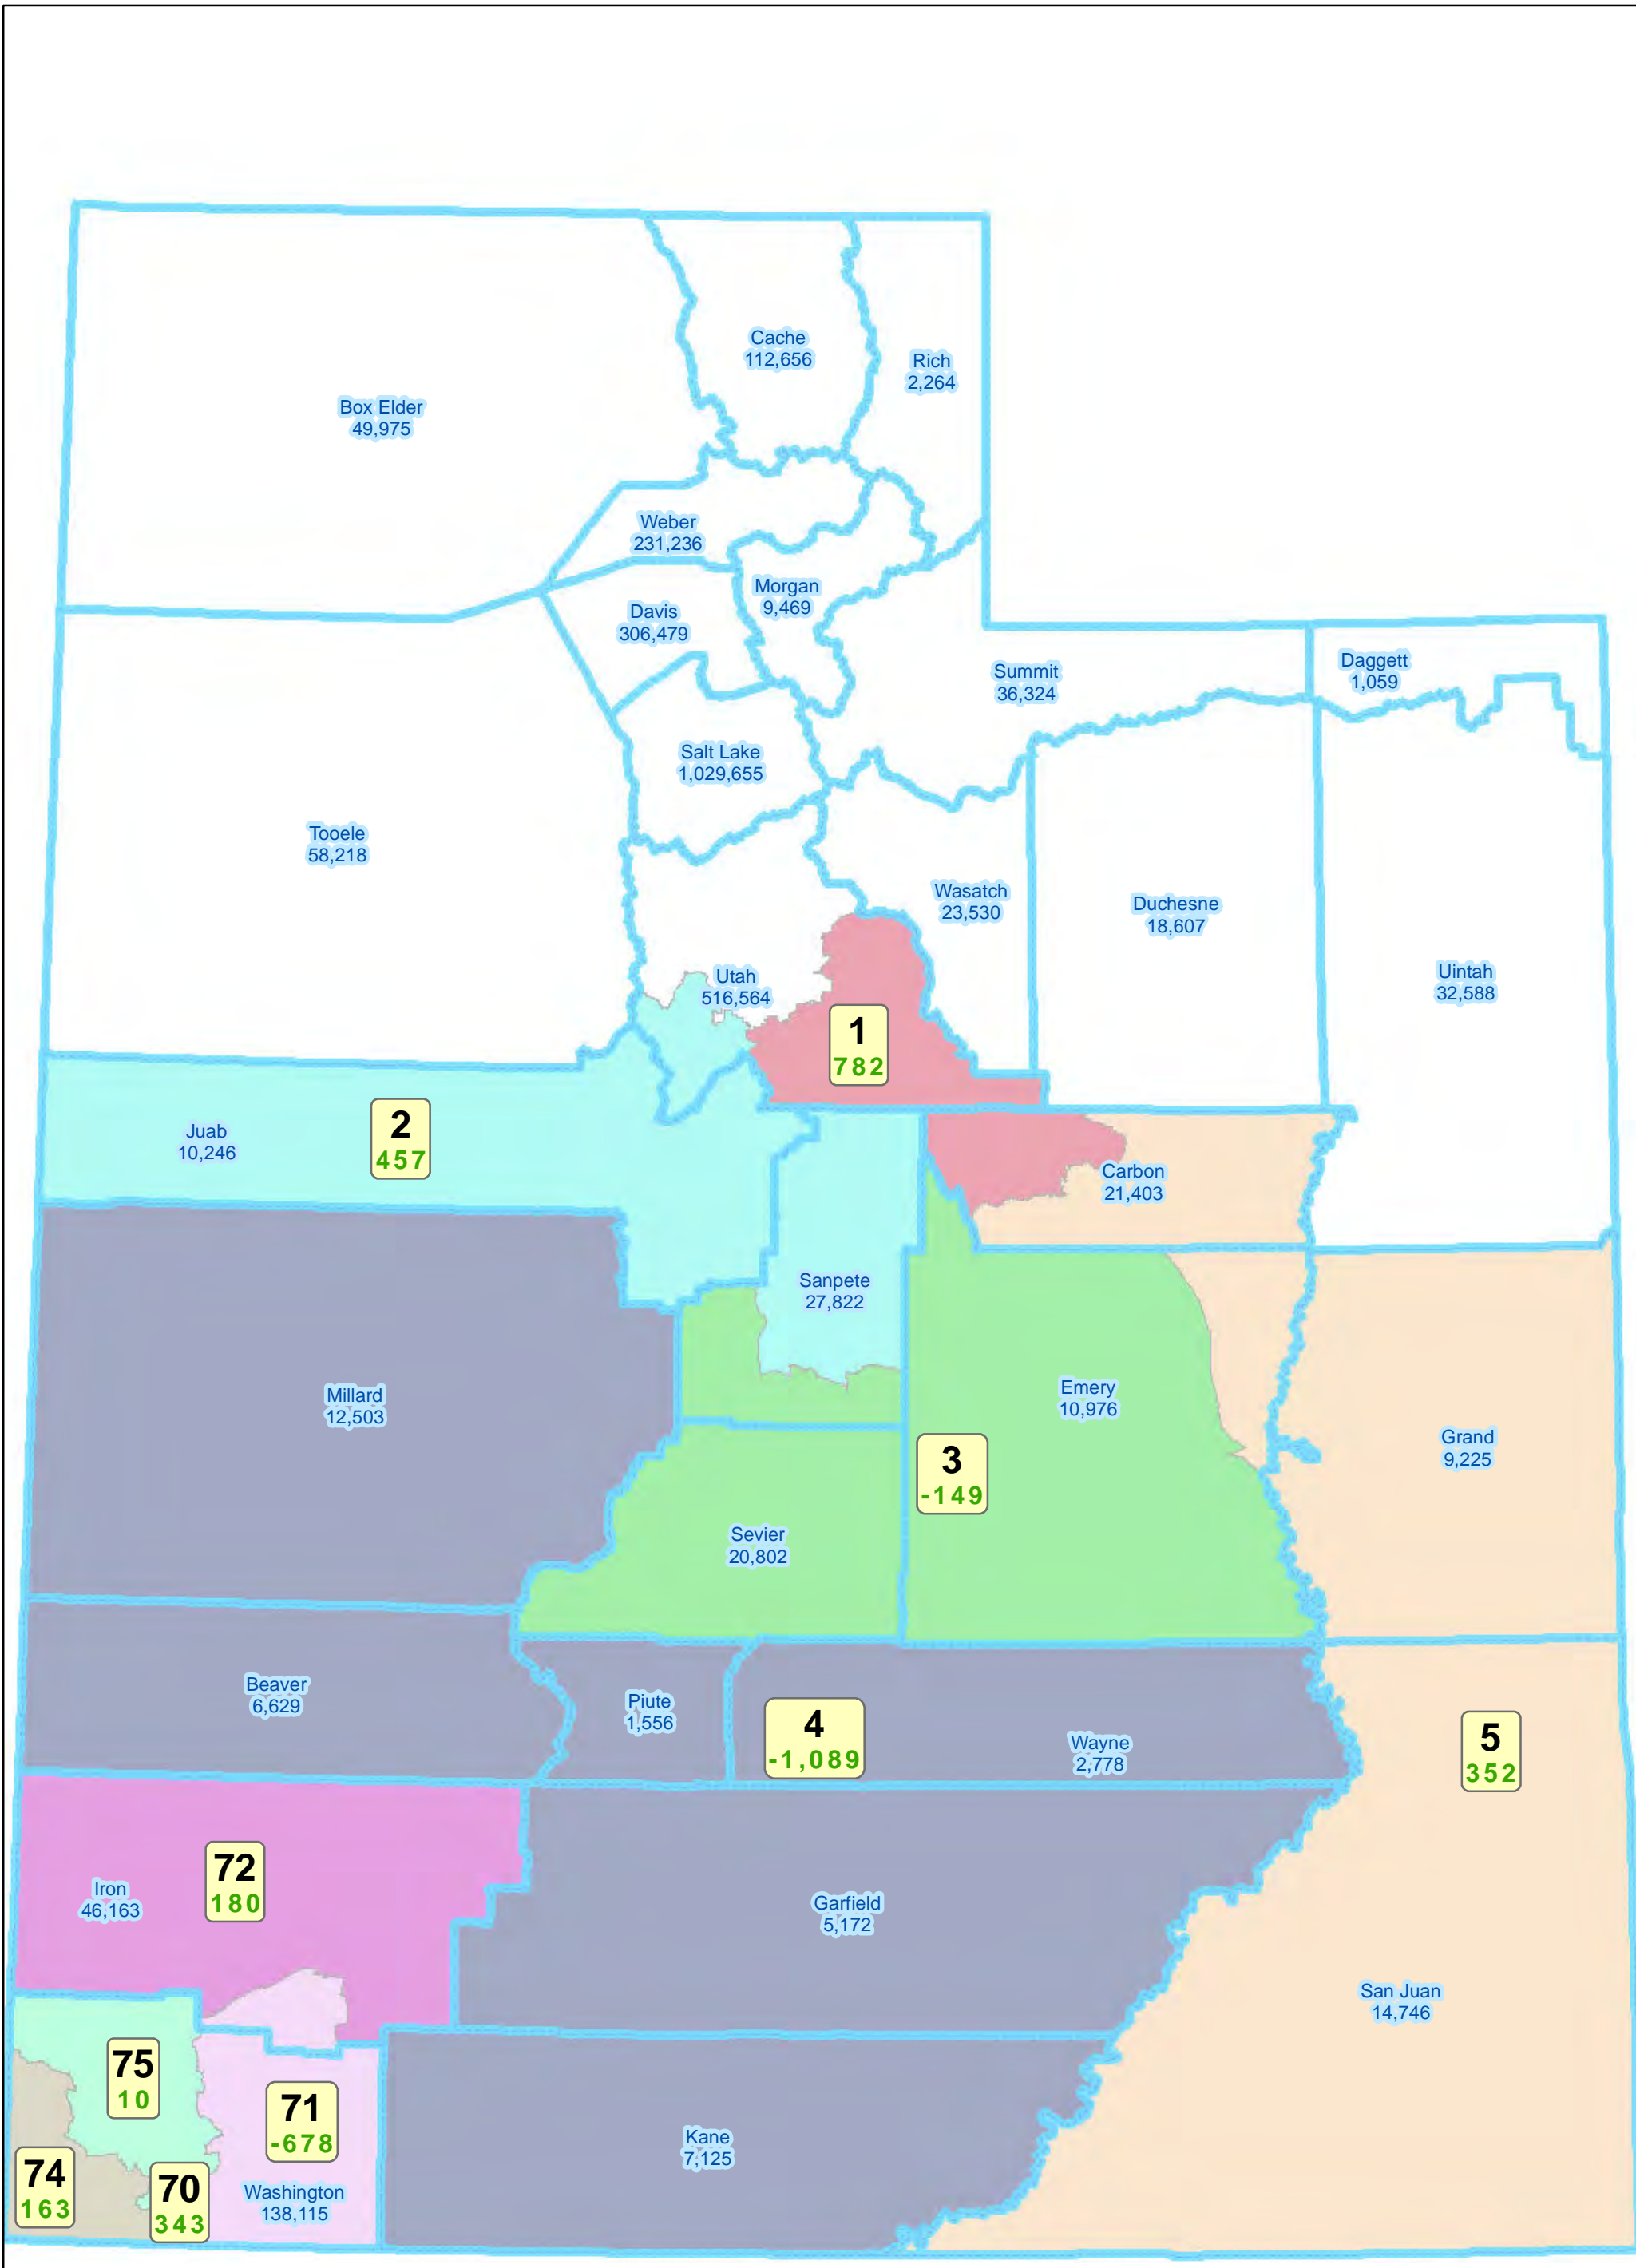 Cache
112,656
Rich
2,264
Box Elder
49,975
Weber
231,236
Morgan
9,469
Davis
306,479
Summit
36,324
Daggett
1,059
Salt Lake
1,029,655
Tooele
58,218
Wasatch
23,530
Duchesne
18,607
Uintah
32,588
Utah
516,564
1
782
Juab
10,246
2
457
Carbon
21,403
Sanpete
27,822
Millard
12,503
Emery
10,976
Grand
9,225
3
-149
Sevier
20,802
Beaver
6,629
Piute
1,556
4
-1,089
Wayne
2,778
5
352
72
180
Iron
46,163
Garfield
5,172
San Juan
14,746
75
10
71
-678
Kane
7,125
74
163
70
343
Washington
138,115